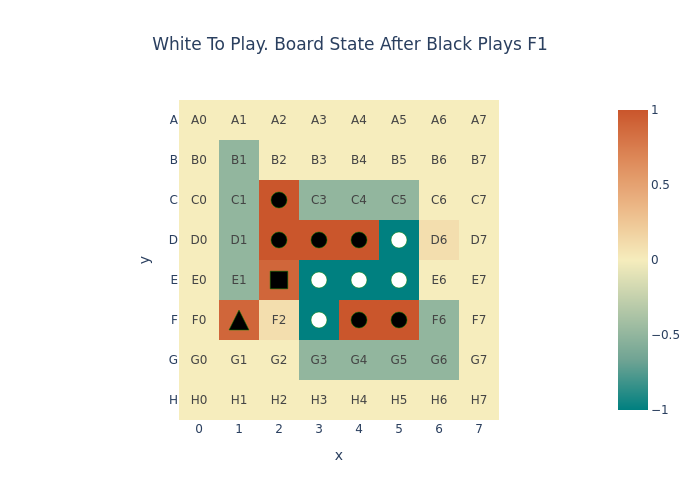 White To Play. Board State After Black Plays F1
A A0 A1 A2 A3 A4 A5 A6 A7
B B0 B1 B2 B3 B4 B5 B6 B7
C C0 C1 C3 C4 C5 C6 C7
D D0 D1 D6 D7
E E0 E1 E6 E7
F F0 F2 F6 F7
G G0 G1 G2 G3 G4 G5 G6 G7
H H0 H1 H2 H3 H4 H5 H6 H7
0 1 2 3 4 5 6 7
x
y
1
0.5
0
−0.5
−1